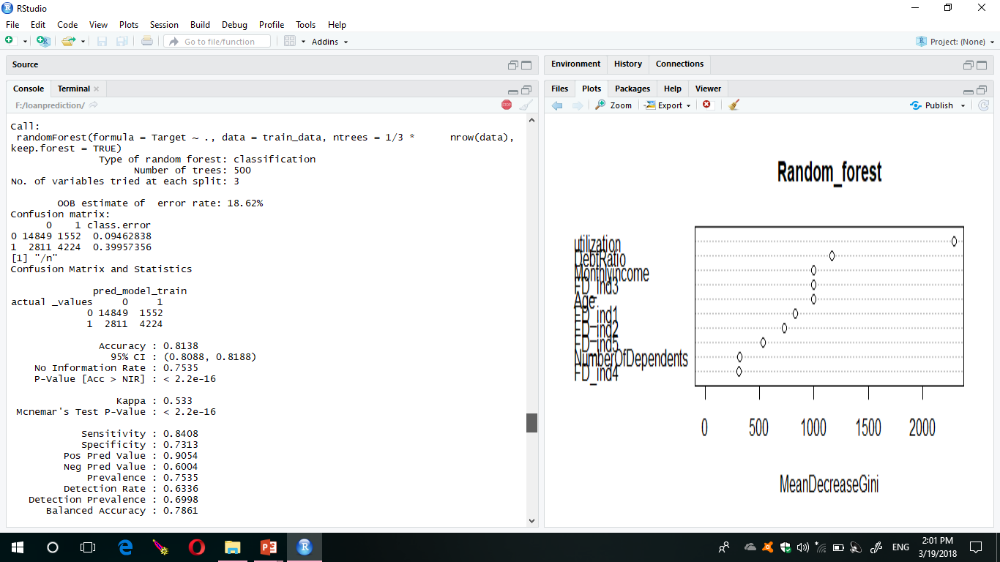 RStudio
File Edit Code View Plots Session Build Debug Profile Tools Help
Go to file/function Addins Project: (None)
Source
Console Terminal
F:/loanprediction/
STOP
Call:
randomForest(formula = Target ~ ., data = train_data, ntrees = 1/3 * nrow(data),
keep.forest = TRUE)
Type of random forest: classification
Number of trees: 500
No. of variables tried at each split: 3
OOB estimate of error rate: 18.62%
Confusion matrix:
0 1 class.error
0 14849 1552 0.09462838
1 2811 4224 0.39957356
[1] "/n"
Confusion Matrix and Statistics
pred_model_train
actual _values 0 1
0 14849 1552
1 2811 4224
Accuracy : 0.8138
95% CI : (0.8088, 0.8188)
No Information Rate : 0.7535
P-Value [Acc > NIR] : < 2.2e-16
Kappa : 0.533
Mcnemar's Test P-Value : < 2.2e-16
Sensitivity : 0.8408
Specificity : 0.7313
Pos Pred Value : 0.9054
Neg Pred Value : 0.6004
Prevalence : 0.7535
Detection Rate : 0.6336
Detection Prevalence : 0.6998
Balanced Accuracy : 0.7861
Environment History Connections
Files Plots Packages Help Viewer
Zoom Export Publish
Random_forest
utilization
DebtRatio
MonthlyIncome
FD_ind3
Age
FD_ind1
FD_ind2
FD_ind5
NumberOfDependents
FD_ind4
0 500 1000 1500 2000
MeanDecreaseGini
ENG
2:01 PM
3/19/2018